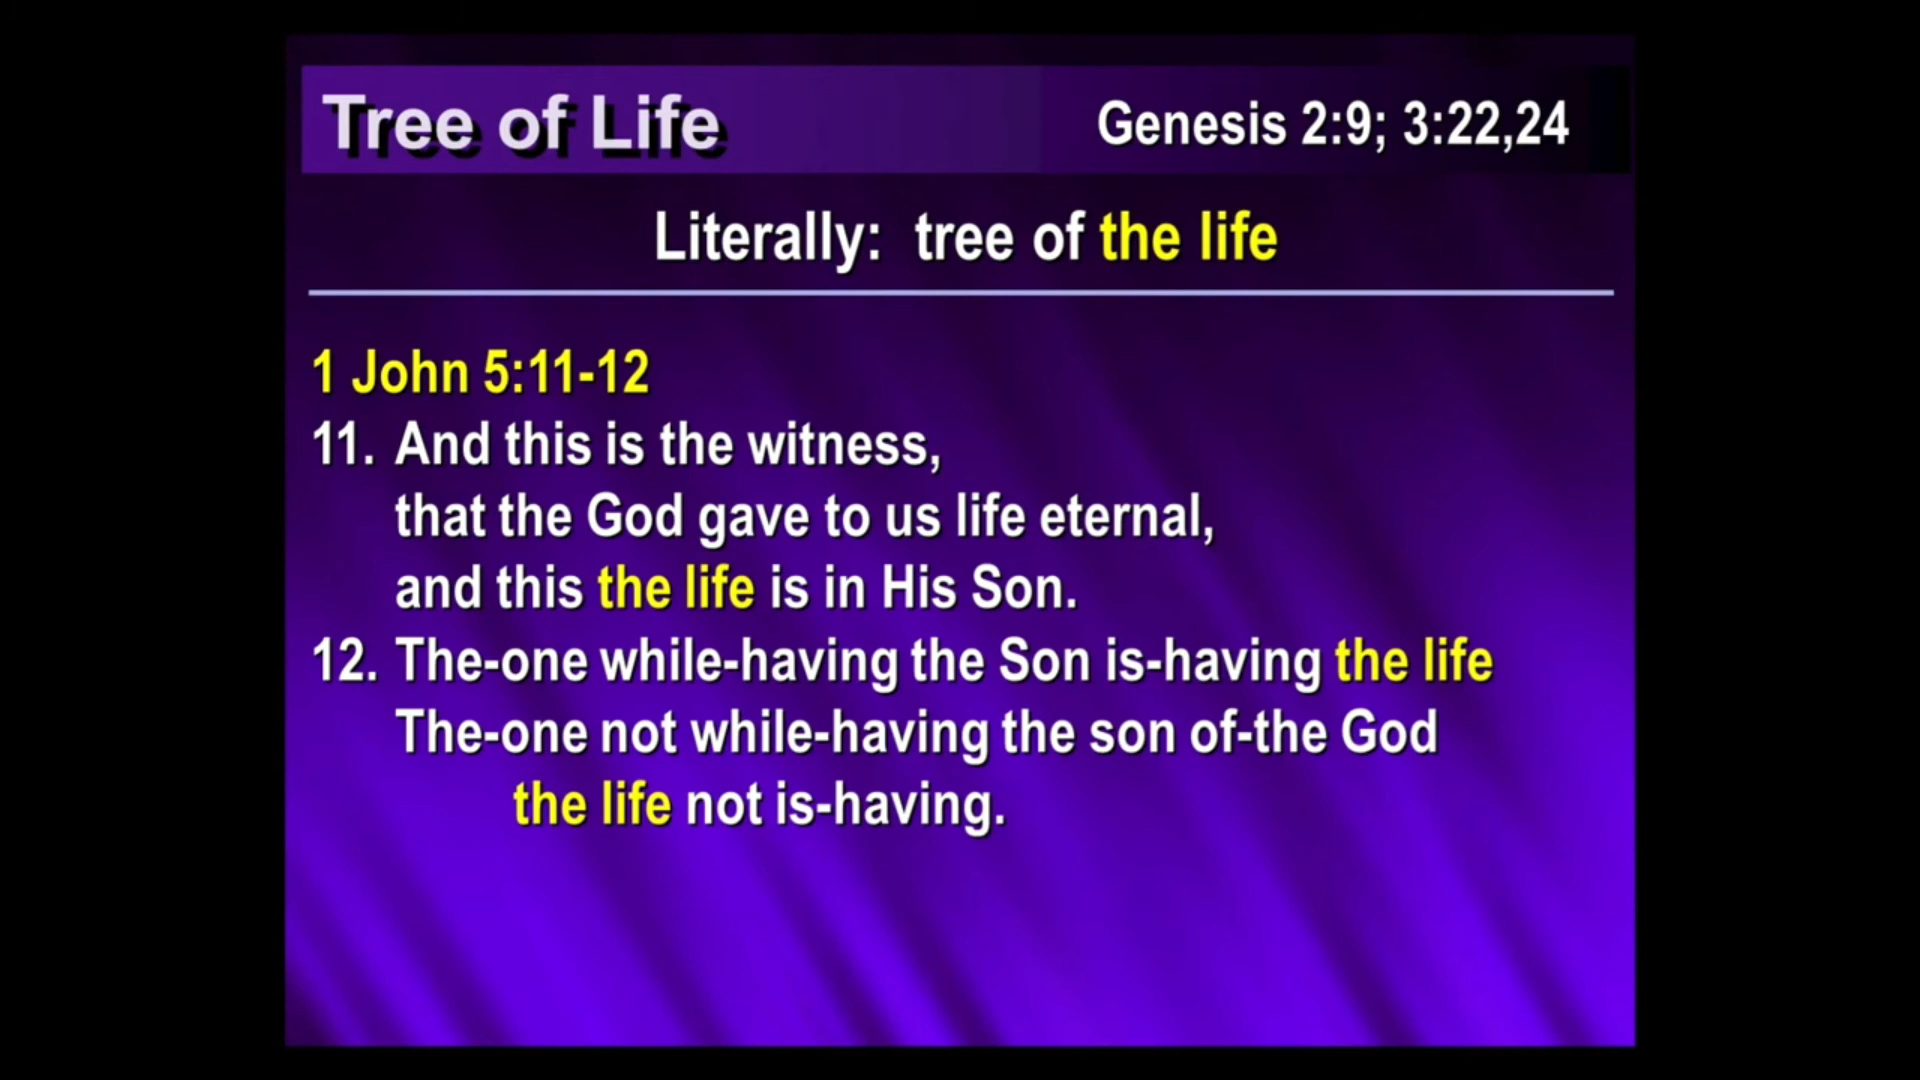 Tree of Life
Genesis 2:9; 3:22,24
Literally: tree of the life
1 John 5:11-12
11. And this is the witness,
that the God gave to us life eternal,
and this the life is in His Son.
12. The-one while-having the Son is-having the life
The-one not while-having the son of-the God
the life not is-having.